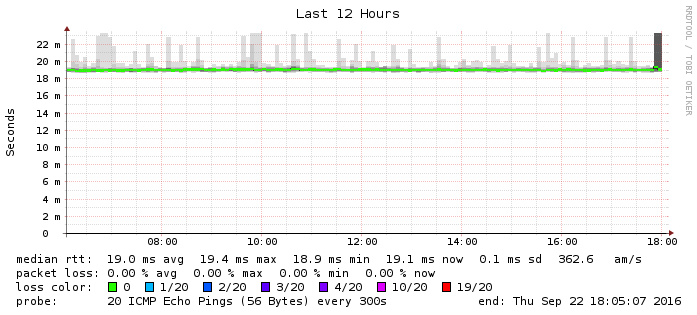 Last 12 Hours
RRDTOOL / TOBI OETIKER
Seconds
22 m
20 m
18 m
16 m
14 m
12 m
10 m
8 m
6 m
4 m
2 m
0
08:00 10:00 12:00 14:00 16:00 18:00
median rtt: 19.0 ms avg 19.4 ms max 18.9 ms min 19.1 ms now 0.1 ms sd 362.6 am/s
packet loss: 0.00 % avg 0.00 % max 0.00 % min 0.00 % now
loss color: 0 1/20 2/20 3/20 4/20 10/20 19/20
probe: 20 ICMP Echo Pings (56 Bytes) every 300s end: Thu Sep 22 18:05:07 2016